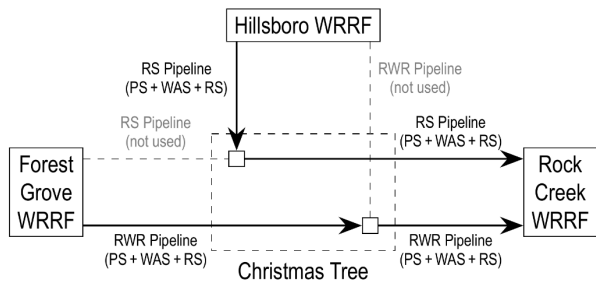 Hillsboro WRRF
RS Pipeline
(PS + WAS + RS)
RWR Pipeline
(not used)
RS Pipeline
(not used)
RS Pipeline
(PS + WAS + RS)
Forest
Grove
WRRF
Rock
Creek
WRRF
RWR Pipeline
(PS + WAS + RS)
RWR Pipeline
(PS + WAS + RS)
Christmas Tree